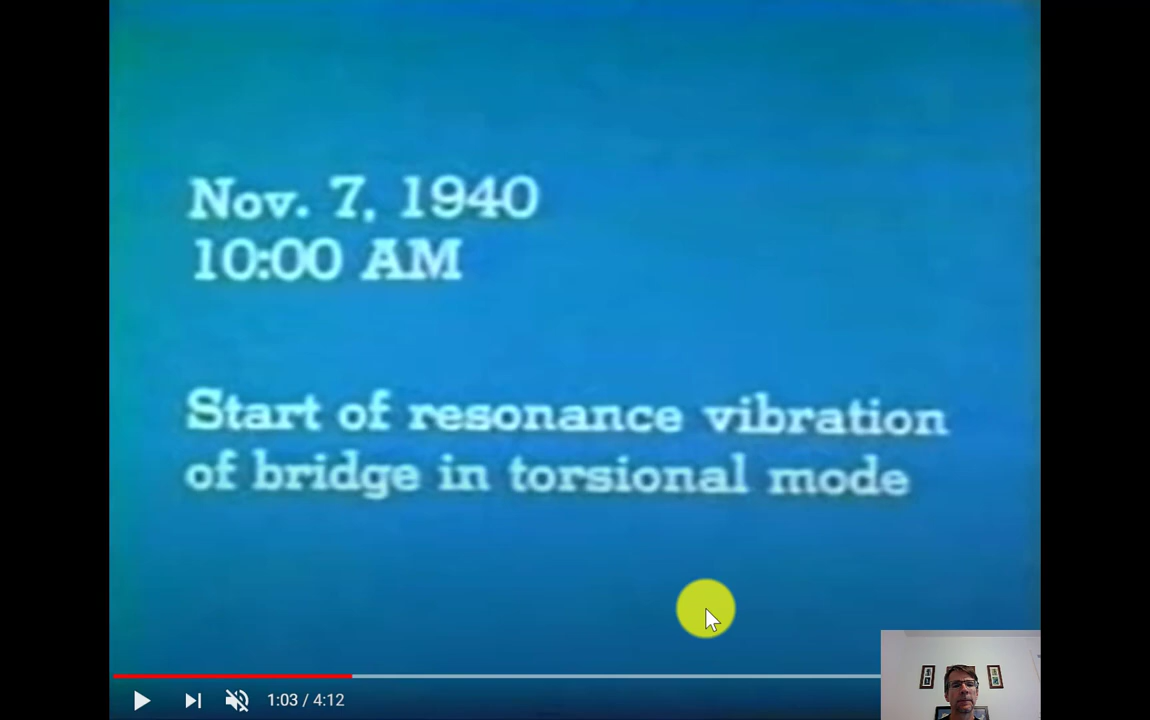 Nov. 7, 1940
10:00 AM
Start of resonance vibration
of bridge in torsional mode
1:03 / 4:12